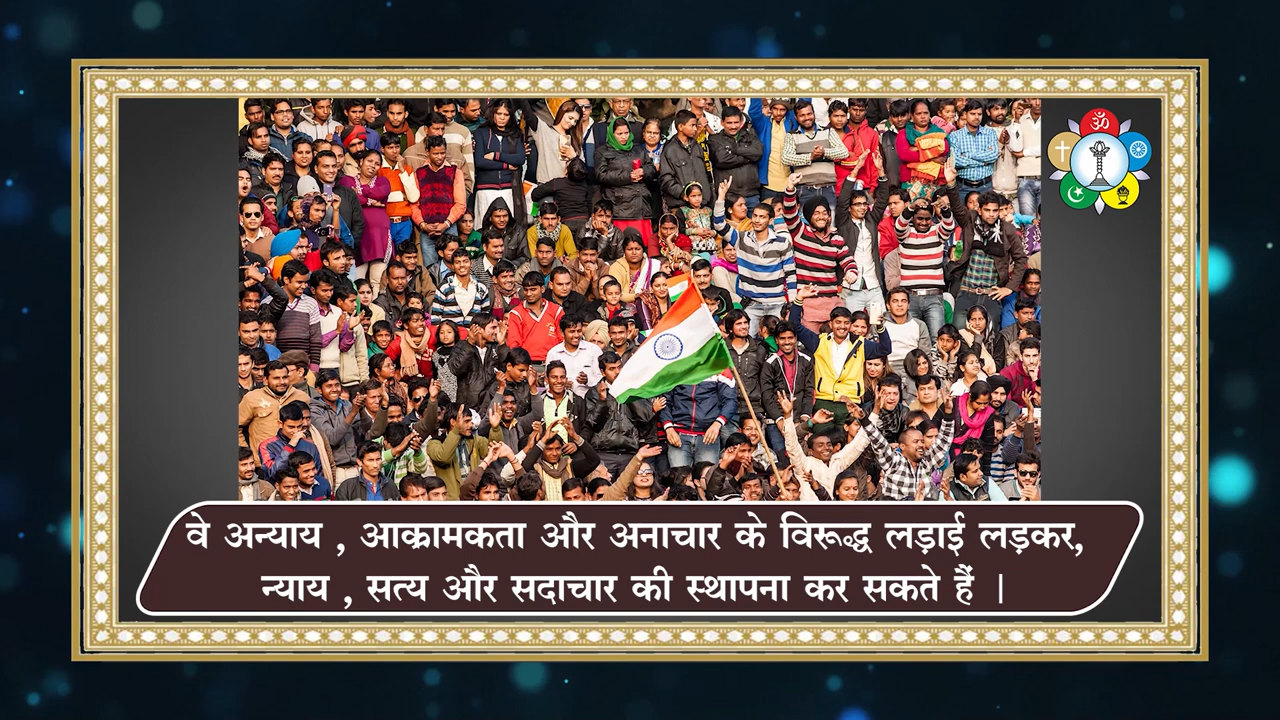 ॐ
वे अन्याय , आक्रामकता और अनाचार के विरूद्ध लड़ाई लड़कर,
न्याय , सत्य और सदाचार की स्थापना कर सकते हैं |